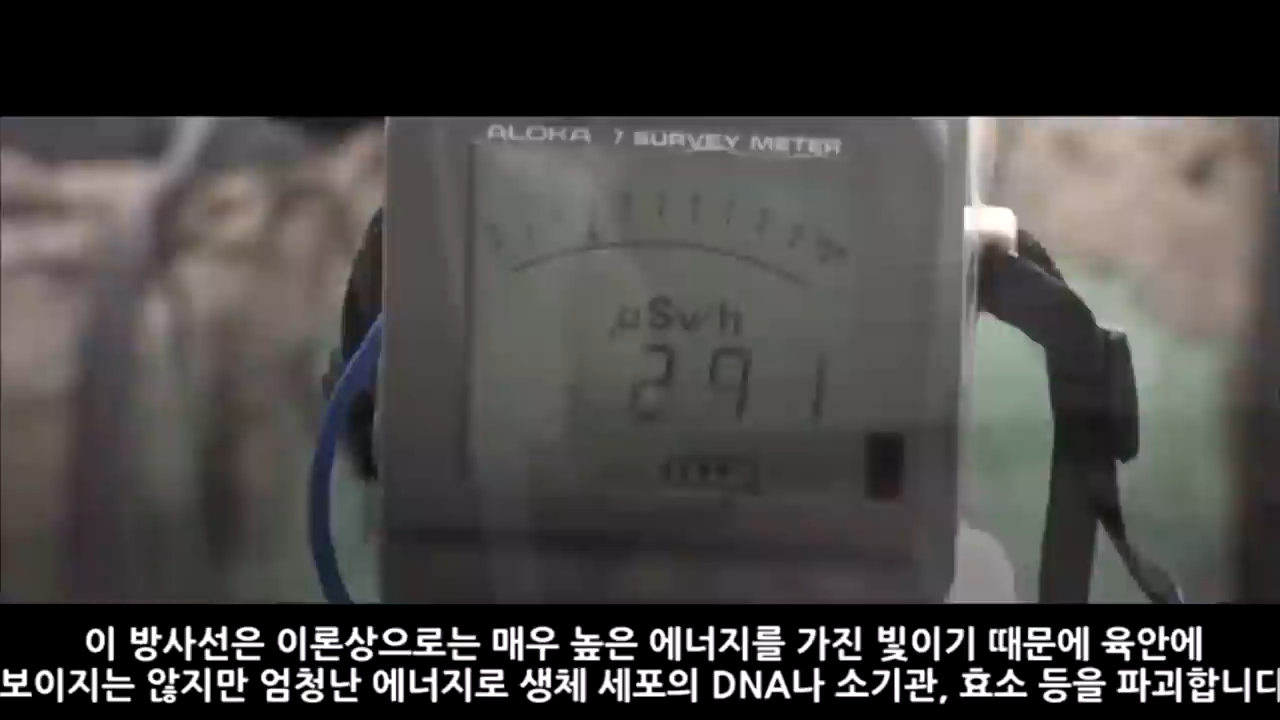 ALOKA γ SURVEY METER
μSv/h
291
이 방사선은 이론상으로는 매우 높은 에너지를 가진 빛이기 때문에 육안에
보이지는 않지만 엄청난 에너지로 생체 세포의 DNA나 소기관, 효소 등을 파괴합니다